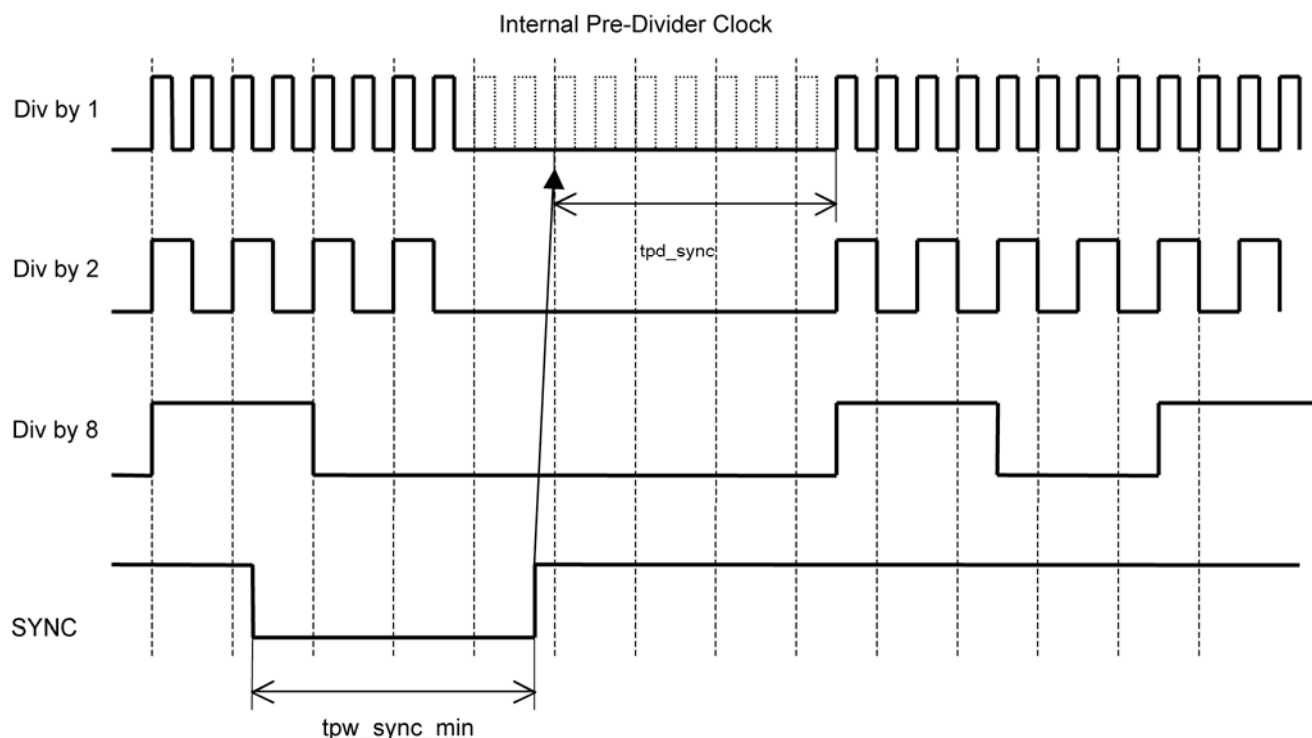 Internal Pre-Divider Clock
Div by 1
tpd_sync
Div by 2
Div by 8
SYNC
tpw_sync_min